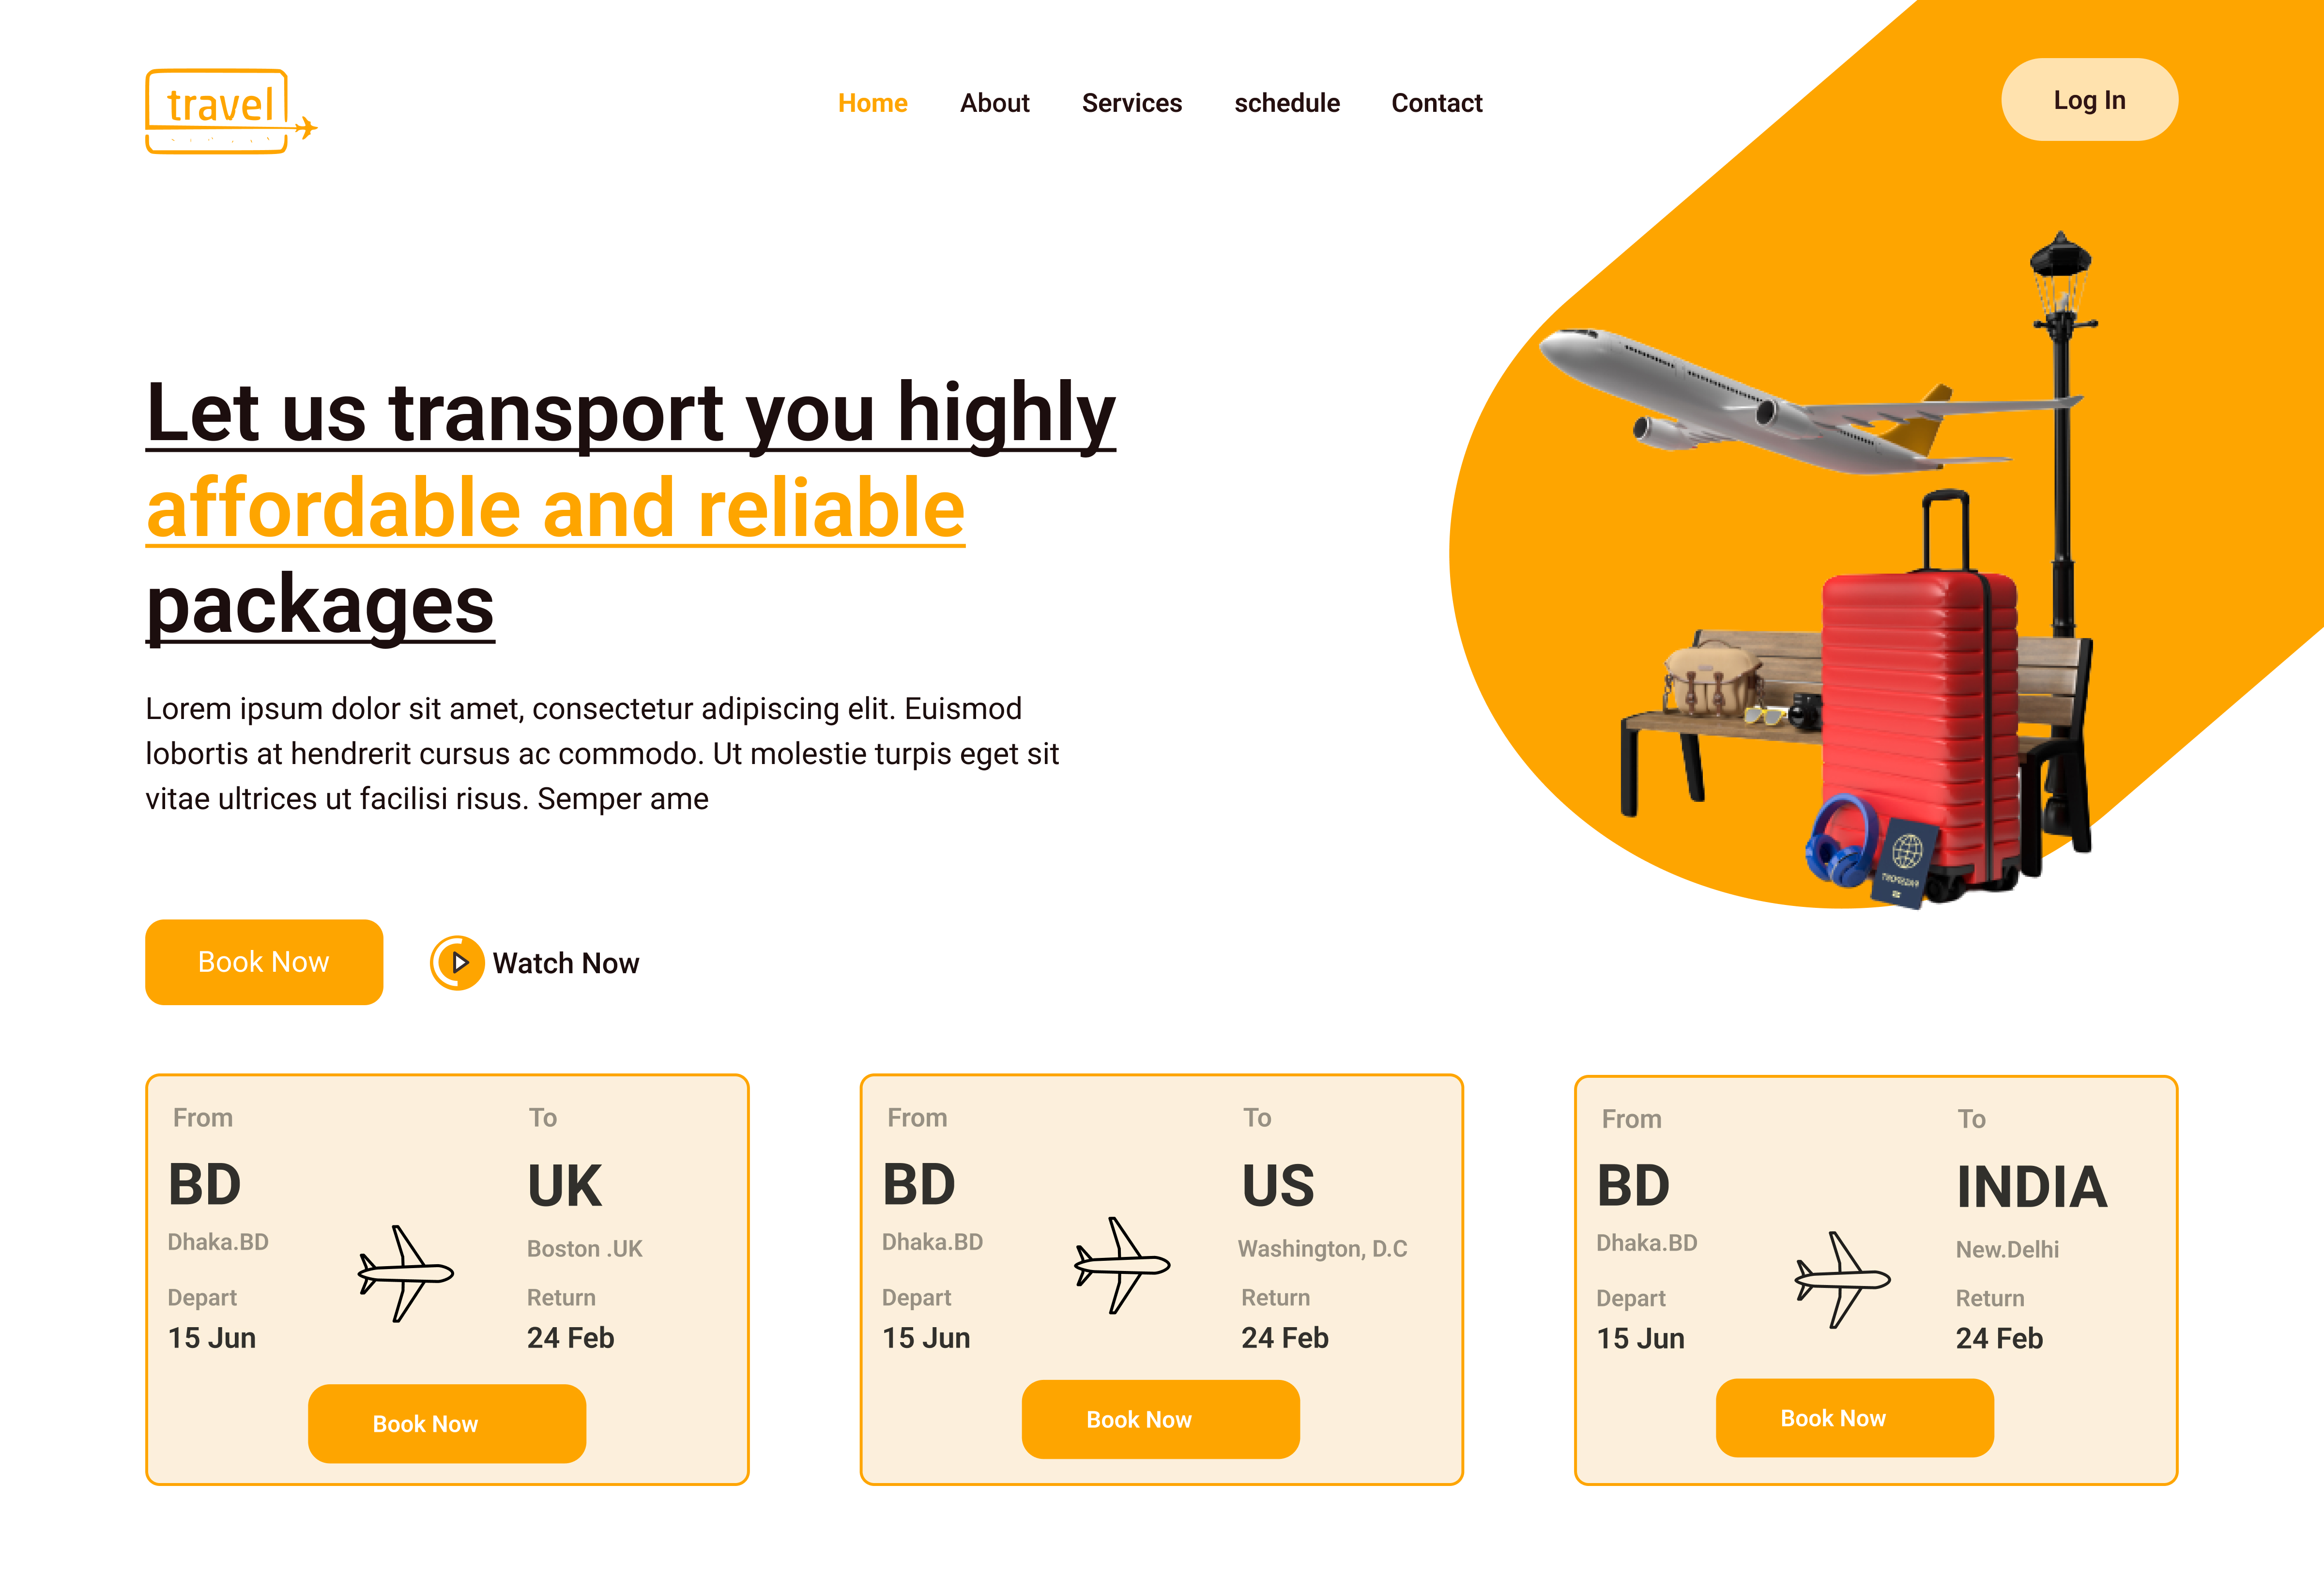 travel
Home
About
Services
schedule
Contact
Log In
Let us transport you highly
affordable and reliable
packages
Lorem ipsum dolor sit amet, consectetur adipiscing elit. Euismod
lobortis at hendrerit cursus ac commodo. Ut molestie turpis eget sit
vitae ultrices ut facilisi risus. Semper ame
PASSPORT
Book Now
Watch Now
From
To
BD
UK
Dhaka.BD
Boston .UK
Depart
Return
15 Jun
24 Feb
Book Now
From
To
BD
US
Dhaka.BD
Washington, D.C
Depart
Return
15 Jun
24 Feb
Book Now
From
To
BD
INDIA
Dhaka.BD
New.Delhi
Depart
Return
15 Jun
24 Feb
Book Now